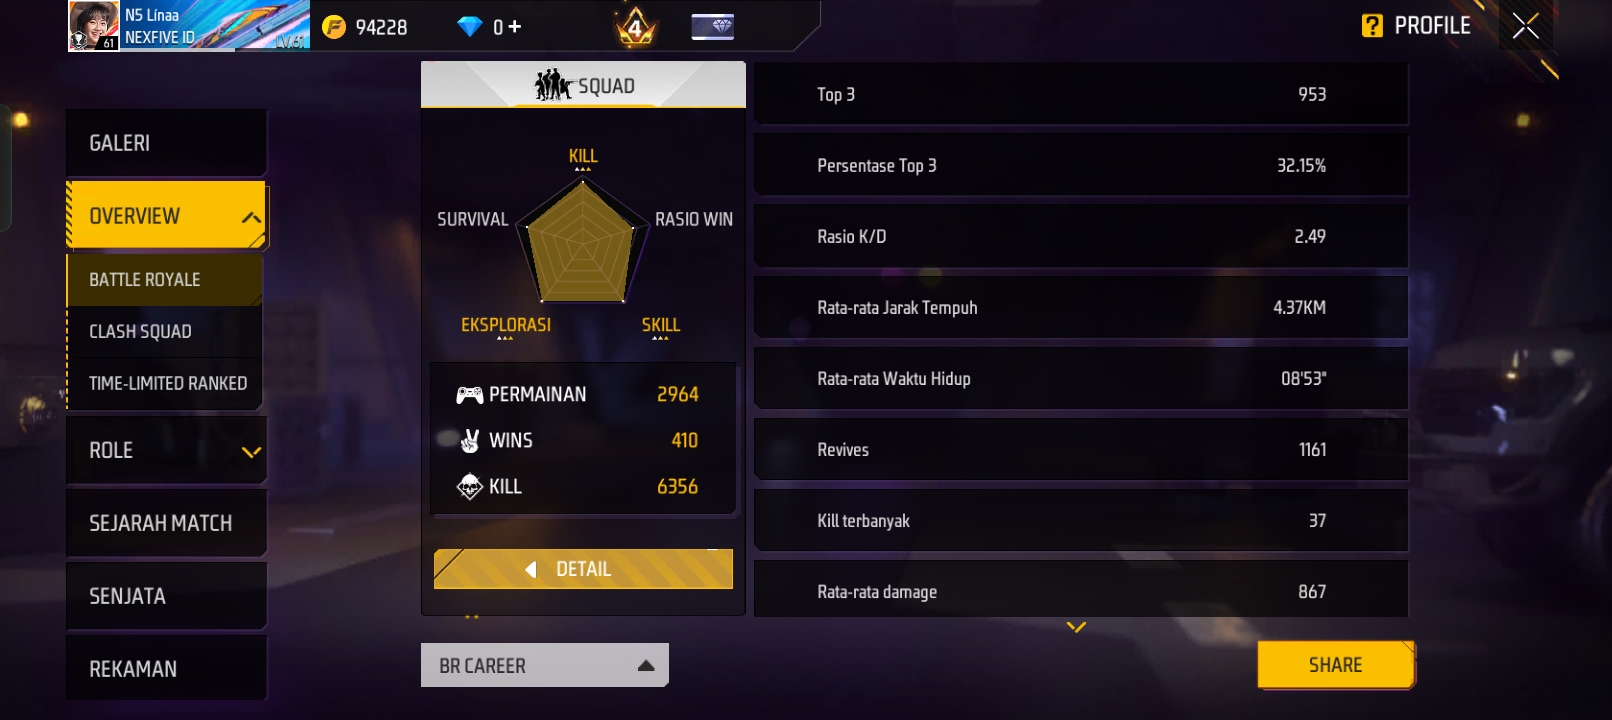 N5 Línaa
NEXFIVE ID
61
LV.61
94228
0 +
4
PROFILE
GALERI
OVERVIEW
BATTLE ROYALE
CLASH SQUAD
TIME-LIMITED RANKED
ROLE
SEJARAH MATCH
SENJATA
REKAMAN
SQUAD
KILL
SURVIVAL
RASIO WIN
EKSPLORASI
SKILL
PERMAINAN 2964
WINS 410
KILL 6356
DETAIL
BR CAREER
Top 3 953
Persentase Top 3 32.15%
Rasio K/D 2.49
Rata-rata Jarak Tempuh 4.37KM
Rata-rata Waktu Hidup 08'53"
Revives 1161
Kill terbanyak 37
Rata-rata damage 867
SHARE